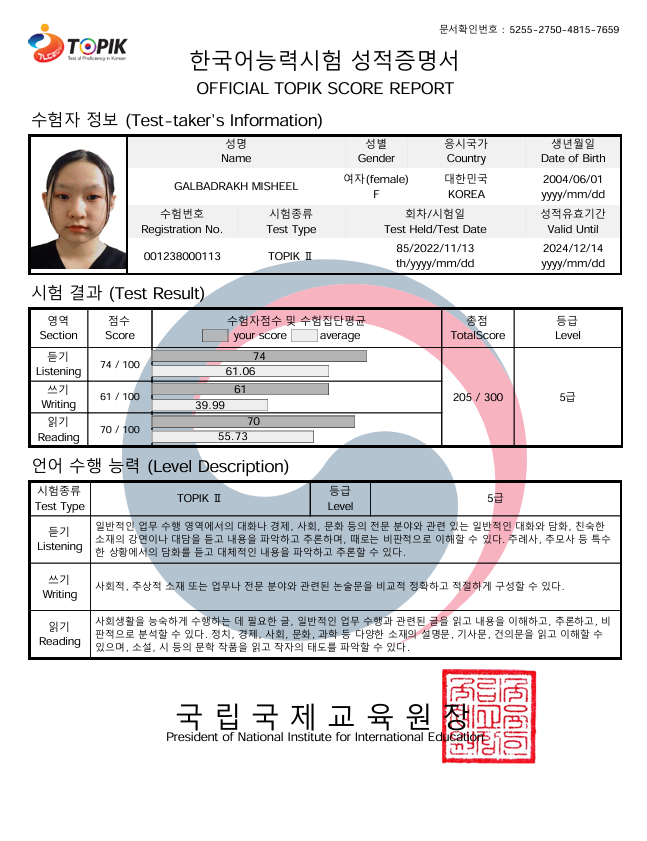 문서확인번호 : 5255-2750-4815-7659
TOPIK
Test of Proficiency in Korean
한국어능력시험 성적증명서
OFFICIAL TOPIK SCORE REPORT
수험자 정보 (Test-taker's Information)
성명 성별 응시국가 생년월일
Name Gender Country Date of Birth
GALBADRAKH MISHEEL 여자(female) 대한민국 2004/06/01
F KOREA yyyy/mm/dd
수험번호 시험종류 회차/시험일 성적유효기간
Registration No. Test Type Test Held/Test Date Valid Until
001238000113 TOPIK Ⅱ 85/2022/11/13 2024/12/14
th/yyyy/mm/dd yyyy/mm/dd
시험 결과 (Test Result)
영역 점수 수험자점수 및 수험집단평균 총점 등급
Section Score your score average TotalScore Level
듣기 74 / 100 74
Listening 61.06
쓰기 61 / 100 61 205 / 300 5급
Writing 39.99
읽기 70 / 100 70
Reading 55.73
언어 수행 능력 (Level Description)
시험종류 TOPIK Ⅱ 등급 5급
Test Type Level
듣기 일반적인 업무 수행 영역에서의 대화나 경제, 사회, 문화 등의 전문 분야와 관련 있는 일반적인 대화와 담화, 친숙한
Listening 소재의 강연이나 대담을 듣고 내용을 파악하고 추론하며, 때로는 비판적으로 이해할 수 있다. 주례사, 추모사 등 특수
한 상황에서의 담화를 듣고 대체적인 내용을 파악하고 추론할 수 있다.
쓰기 사회적, 추상적 소재 또는 업무나 전문 분야와 관련된 논술문을 비교적 정확하고 적절하게 구성할 수 있다.
Writing
읽기 사회생활을 능숙하게 수행하는 데 필요한 글, 일반적인 업무 수행과 관련된 글을 읽고 내용을 이해하고, 추론하고, 비
Reading 판적으로 분석할 수 있다. 정치, 경제, 사회, 문화, 과학 등 다양한 소재의 설명문, 기사문, 건의문을 읽고 이해할 수
있으며, 소설, 시 등의 문학 작품을 읽고 작자의 태도를 파악할 수 있다.
국립국제교육원장
President of National Institute for International Education